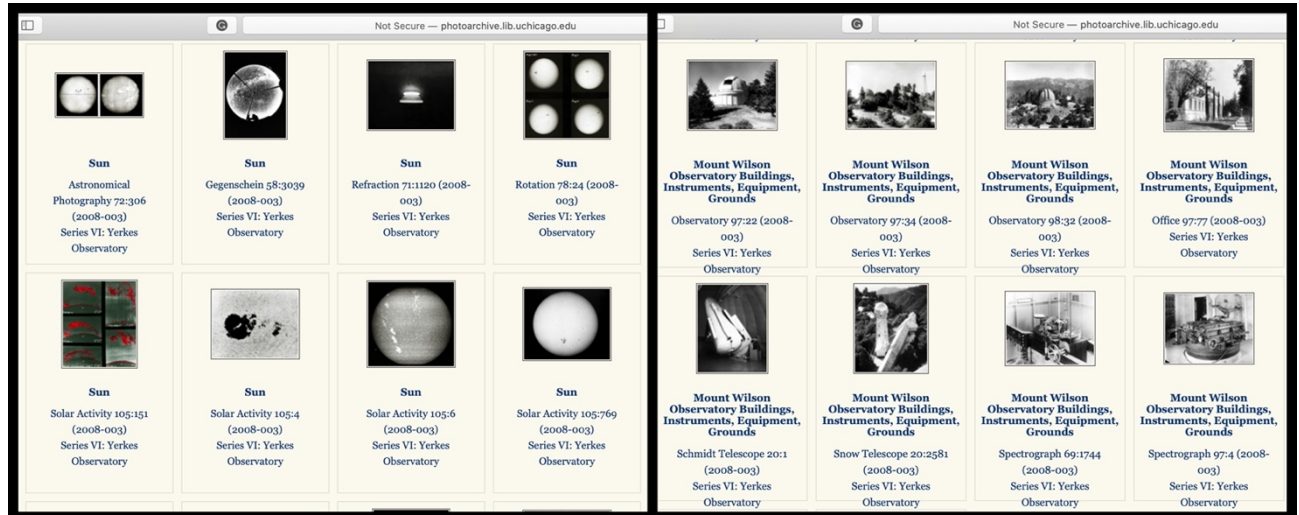 Not Secure — photoarchive.lib.uchicago.edu
Sun
Astronomical
Photography 72:306
(2008-003)
Series VI: Yerkes
Observatory
Sun
Gegenschein 58:3039
(2008-003)
Series VI: Yerkes
Observatory
Sun
Refraction 71:1120 (2008-
003)
Series VI: Yerkes
Observatory
Sun
Rotation 78:24 (2008-
003)
Series VI: Yerkes
Observatory
Sun
Solar Activity 105:151
(2008-003)
Series VI: Yerkes
Observatory
Sun
Solar Activity 105:4
(2008-003)
Series VI: Yerkes
Observatory
Sun
Solar Activity 105:6
(2008-003)
Series VI: Yerkes
Observatory
Sun
Solar Activity 105:769
(2008-003)
Series VI: Yerkes
Observatory
Not Secure — photoarchive.lib.uchicago.edu
Mount Wilson
Observatory Buildings,
Instruments, Equipment,
Grounds
Observatory 97:22 (2008-
003)
Series VI: Yerkes
Observatory
Mount Wilson
Observatory Buildings,
Instruments, Equipment,
Grounds
Observatory 97:34 (2008-
003)
Series VI: Yerkes
Observatory
Mount Wilson
Observatory Buildings,
Instruments, Equipment,
Grounds
Observatory 98:32 (2008-
003)
Series VI: Yerkes
Observatory
Mount Wilson
Observatory Buildings,
Instruments, Equipment,
Grounds
Office 97:77 (2008-003)
Series VI: Yerkes
Observatory
Mount Wilson
Observatory Buildings,
Instruments, Equipment,
Grounds
Schmidt Telescope 20:1
(2008-003)
Series VI: Yerkes
Observatory
Mount Wilson
Observatory Buildings,
Instruments, Equipment,
Grounds
Snow Telescope 20:2581
(2008-003)
Series VI: Yerkes
Observatory
Mount Wilson
Observatory Buildings,
Instruments, Equipment,
Grounds
Spectrograph 69:1744
(2008-003)
Series VI: Yerkes
Observatory
Mount Wilson
Observatory Buildings,
Instruments, Equipment,
Grounds
Spectrograph 97:4 (2008-
003)
Series VI: Yerkes
Observatory